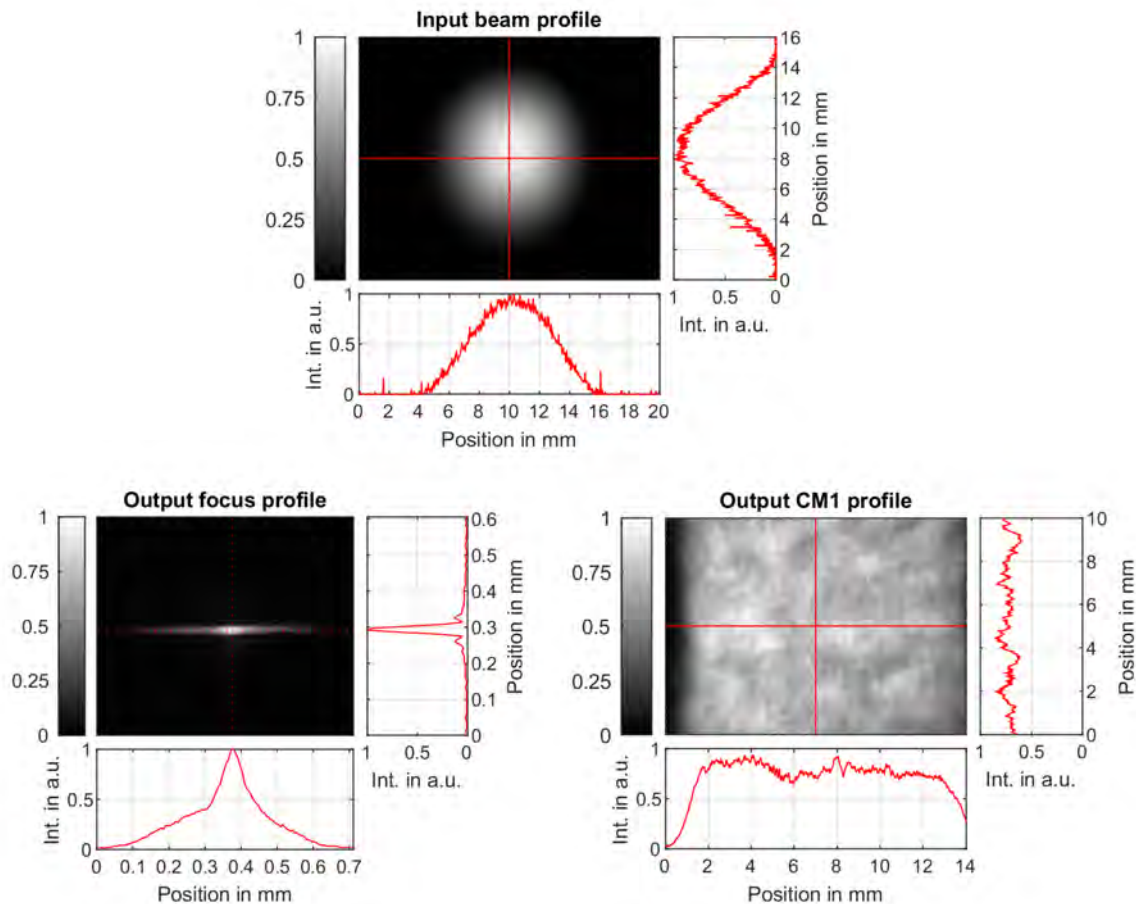 Input beam profile
1
0.75
0.5
0.25
0
16
14
12
10
8
6
4
2
0
Position in mm
1 0.5 0
Int. in a.u.
1
0.5
0
Int. in a.u.
0 2 4 6 8 10 12 14 16 18 20
Position in mm
Output focus profile
1
0.75
0.5
0.25
0
0.6
0.5
0.4
0.3
0.2
0.1
0
Position in mm
1 0.5 0
Int. in a.u.
1
0.5
0
Int. in a.u.
0 0.1 0.2 0.3 0.4 0.5 0.6 0.7
Position in mm
Output CM1 profile
1
0.75
0.5
0.25
0
10
8
6
4
2
0
Position in mm
1 0.5 0
Int. in a.u.
1
0.5
0
Int. in a.u.
0 2 4 6 8 10 12 14
Position in mm